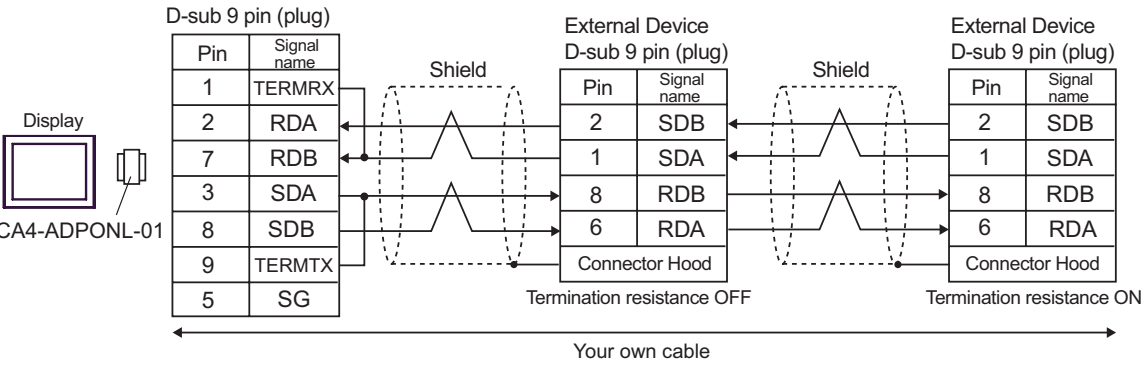 D-sub 9 pin (plug)
Pin Signal name
1 TERMRX
2 RDA
7 RDB
3 SDA
8 SDB
9 TERMTX
5 SG
Display
CA4-ADPONL-01
Shield
External Device
D-sub 9 pin (plug)
Pin Signal name
2 SDB
1 SDA
8 RDB
6 RDA
Connector Hood
Termination resistance OFF
Shield
External Device
D-sub 9 pin (plug)
Pin Signal name
2 SDB
1 SDA
8 RDB
6 RDA
Connector Hood
Termination resistance ON
Your own cable